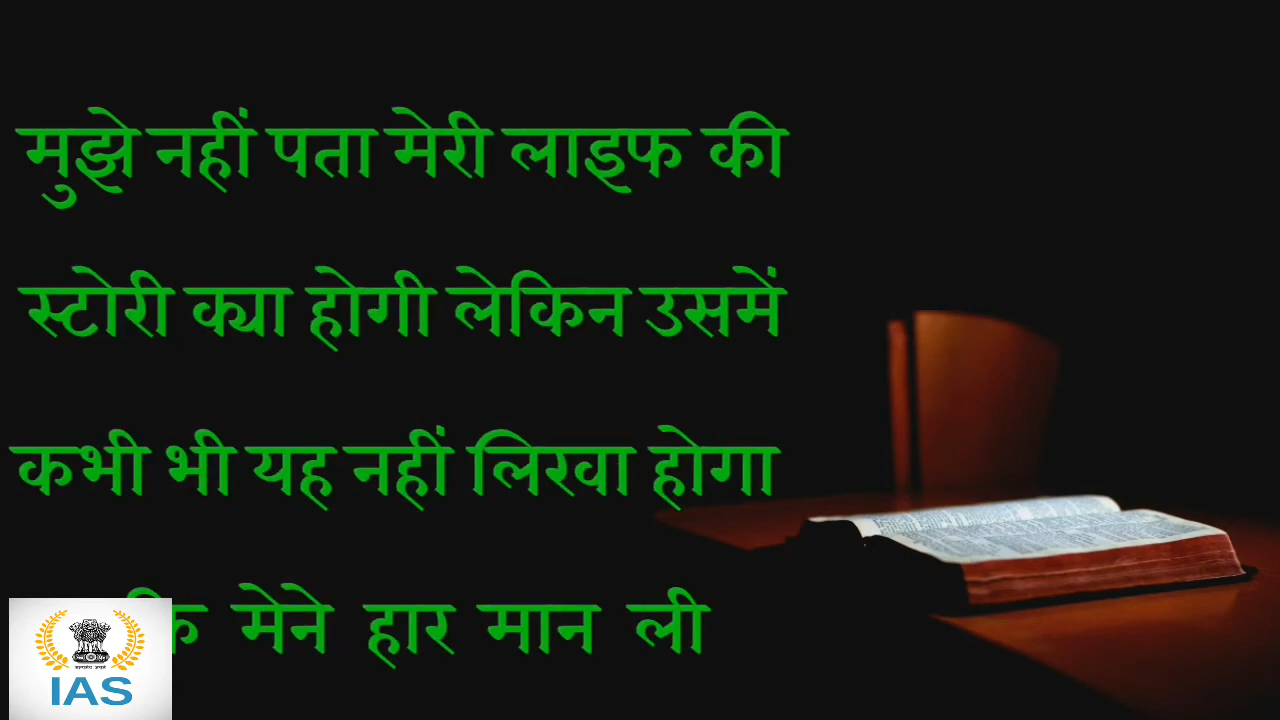 मुझे नहीं पता मेरी लाइफ की
स्टोरी क्या होगी लेकिन उसमें
कभी भी यह नहीं लिखा होगा
कि मेने हार मान ली
IAS